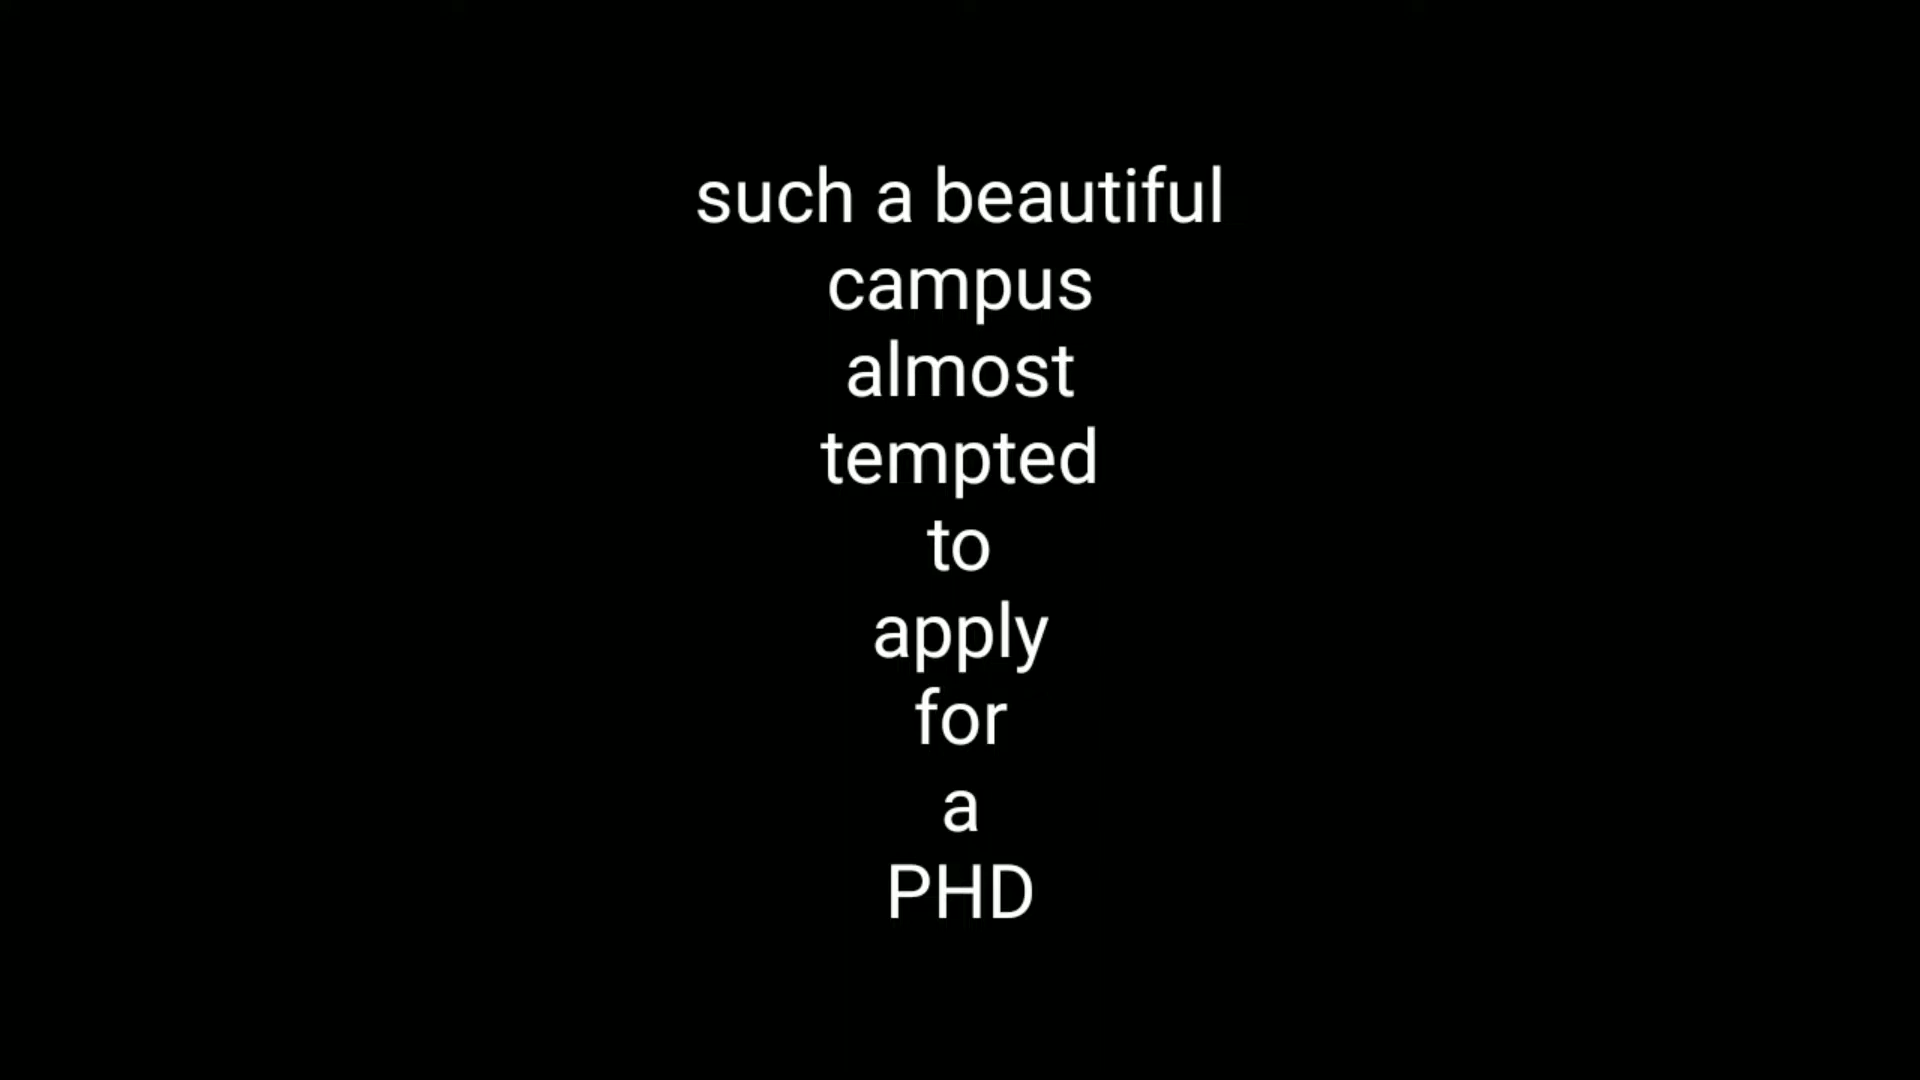 such a beautiful
campus
almost
tempted
to
apply
for
a
PHD